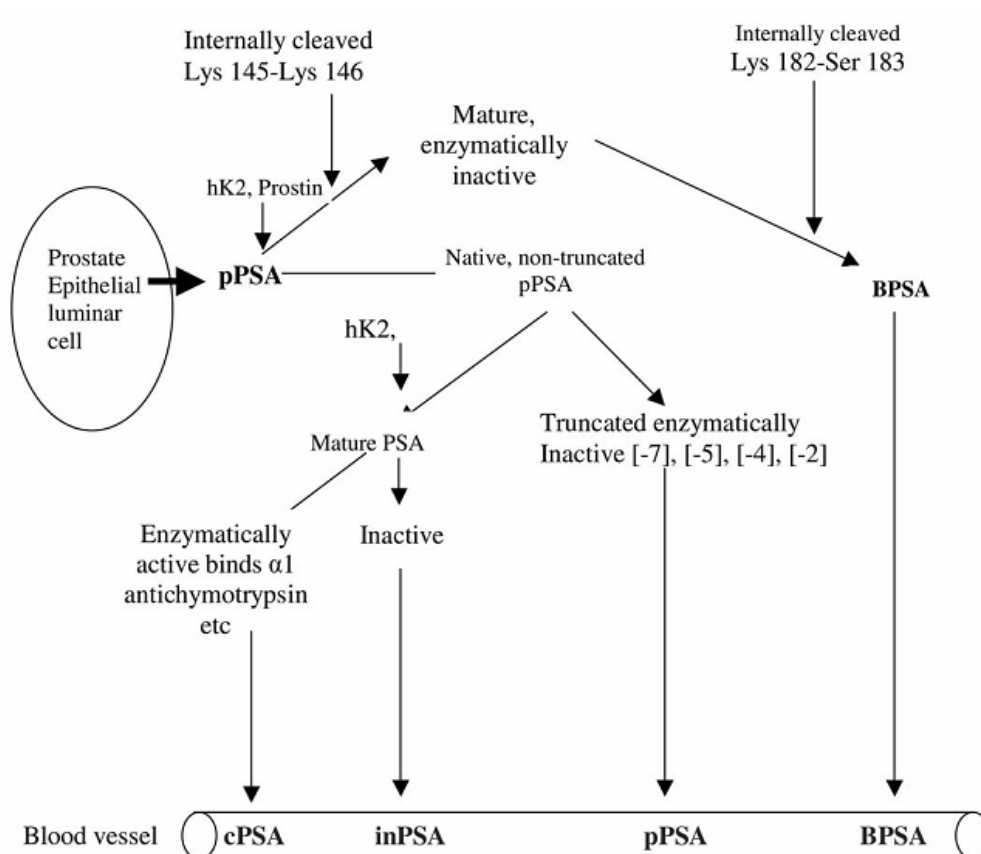 Internally cleaved
Lys 145-Lys 146
Internally cleaved
Lys 182-Ser 183
Mature,
enzymatically
inactive
hK2, Prostin
Prostate
Epithelial
luminar
cell
pPSA
Native, non-truncated
pPSA
BPSA
hK2,
Mature PSA
Truncated enzymatically
Inactive [-7], [-5], [-4], [-2]
Enzymatically
active binds α1
antichymotrypsin
etc
Inactive
Blood vessel
cPSA
inPSA
pPSA
BPSA